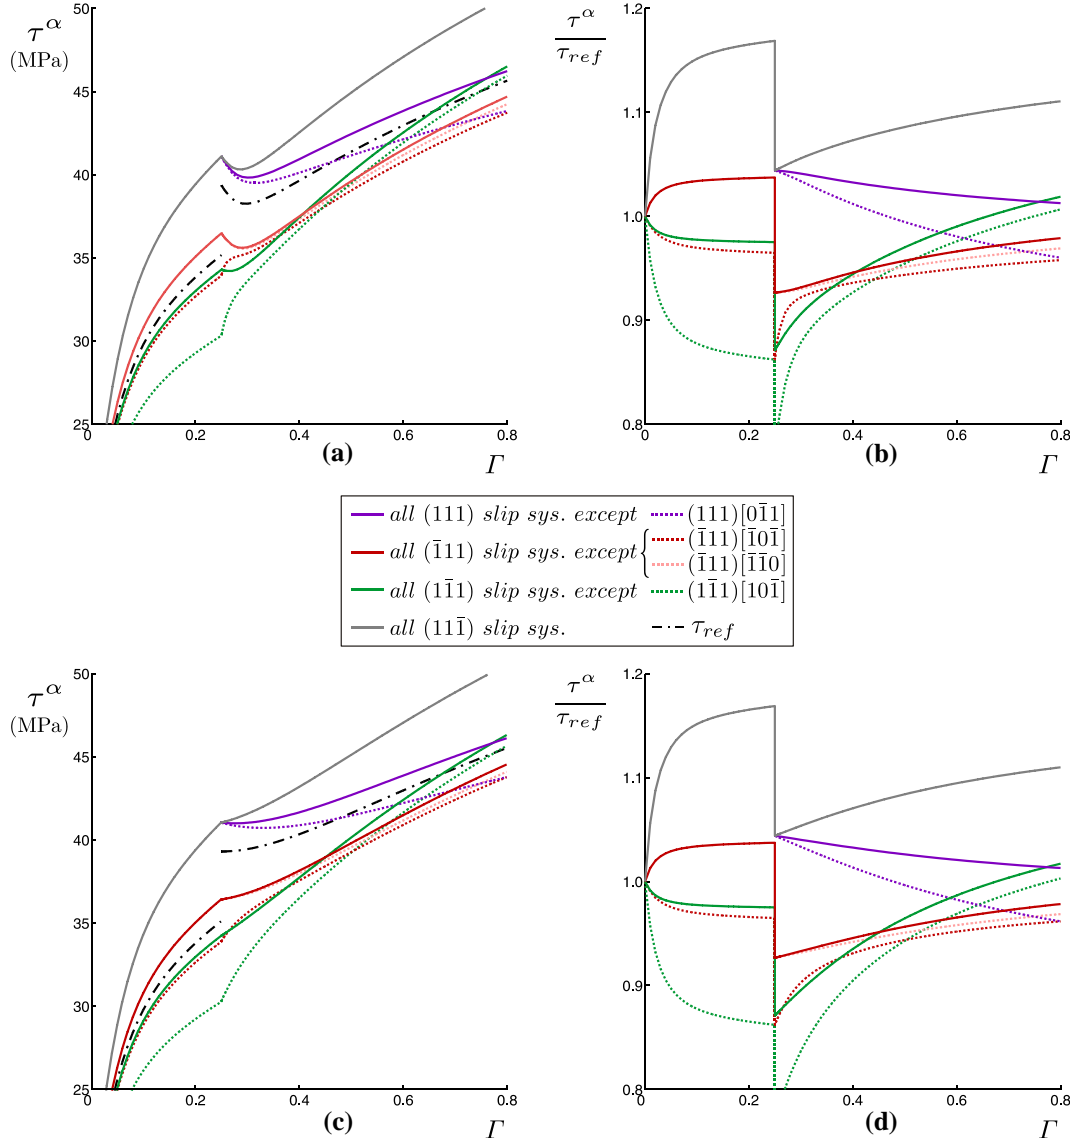 τ^α
(MPa)
50
45
40
35
30
25
0
0.2
0.4
0.6
0.8
(a)
Γ
τ^α
τ_ref
1.2
1.1
1.0
0.9
0.8
0
0.2
0.4
0.6
0.8
(b)
Γ
all (111) slip sys. except (111)[01̄1]
all (1̄11) slip sys. except { (1̄11)[1̄01̄]
(1̄11)[1̄1̄0]
all (11̄1) slip sys. except (11̄1)[101̄]
all (111̄) slip sys. τ_ref
τ^α
(MPa)
50
45
40
35
30
25
0
0.2
0.4
0.6
0.8
(c)
Γ
τ^α
τ_ref
1.2
1.1
1.0
0.9
0.8
0
0.2
0.4
0.6
0.8
(d)
Γ